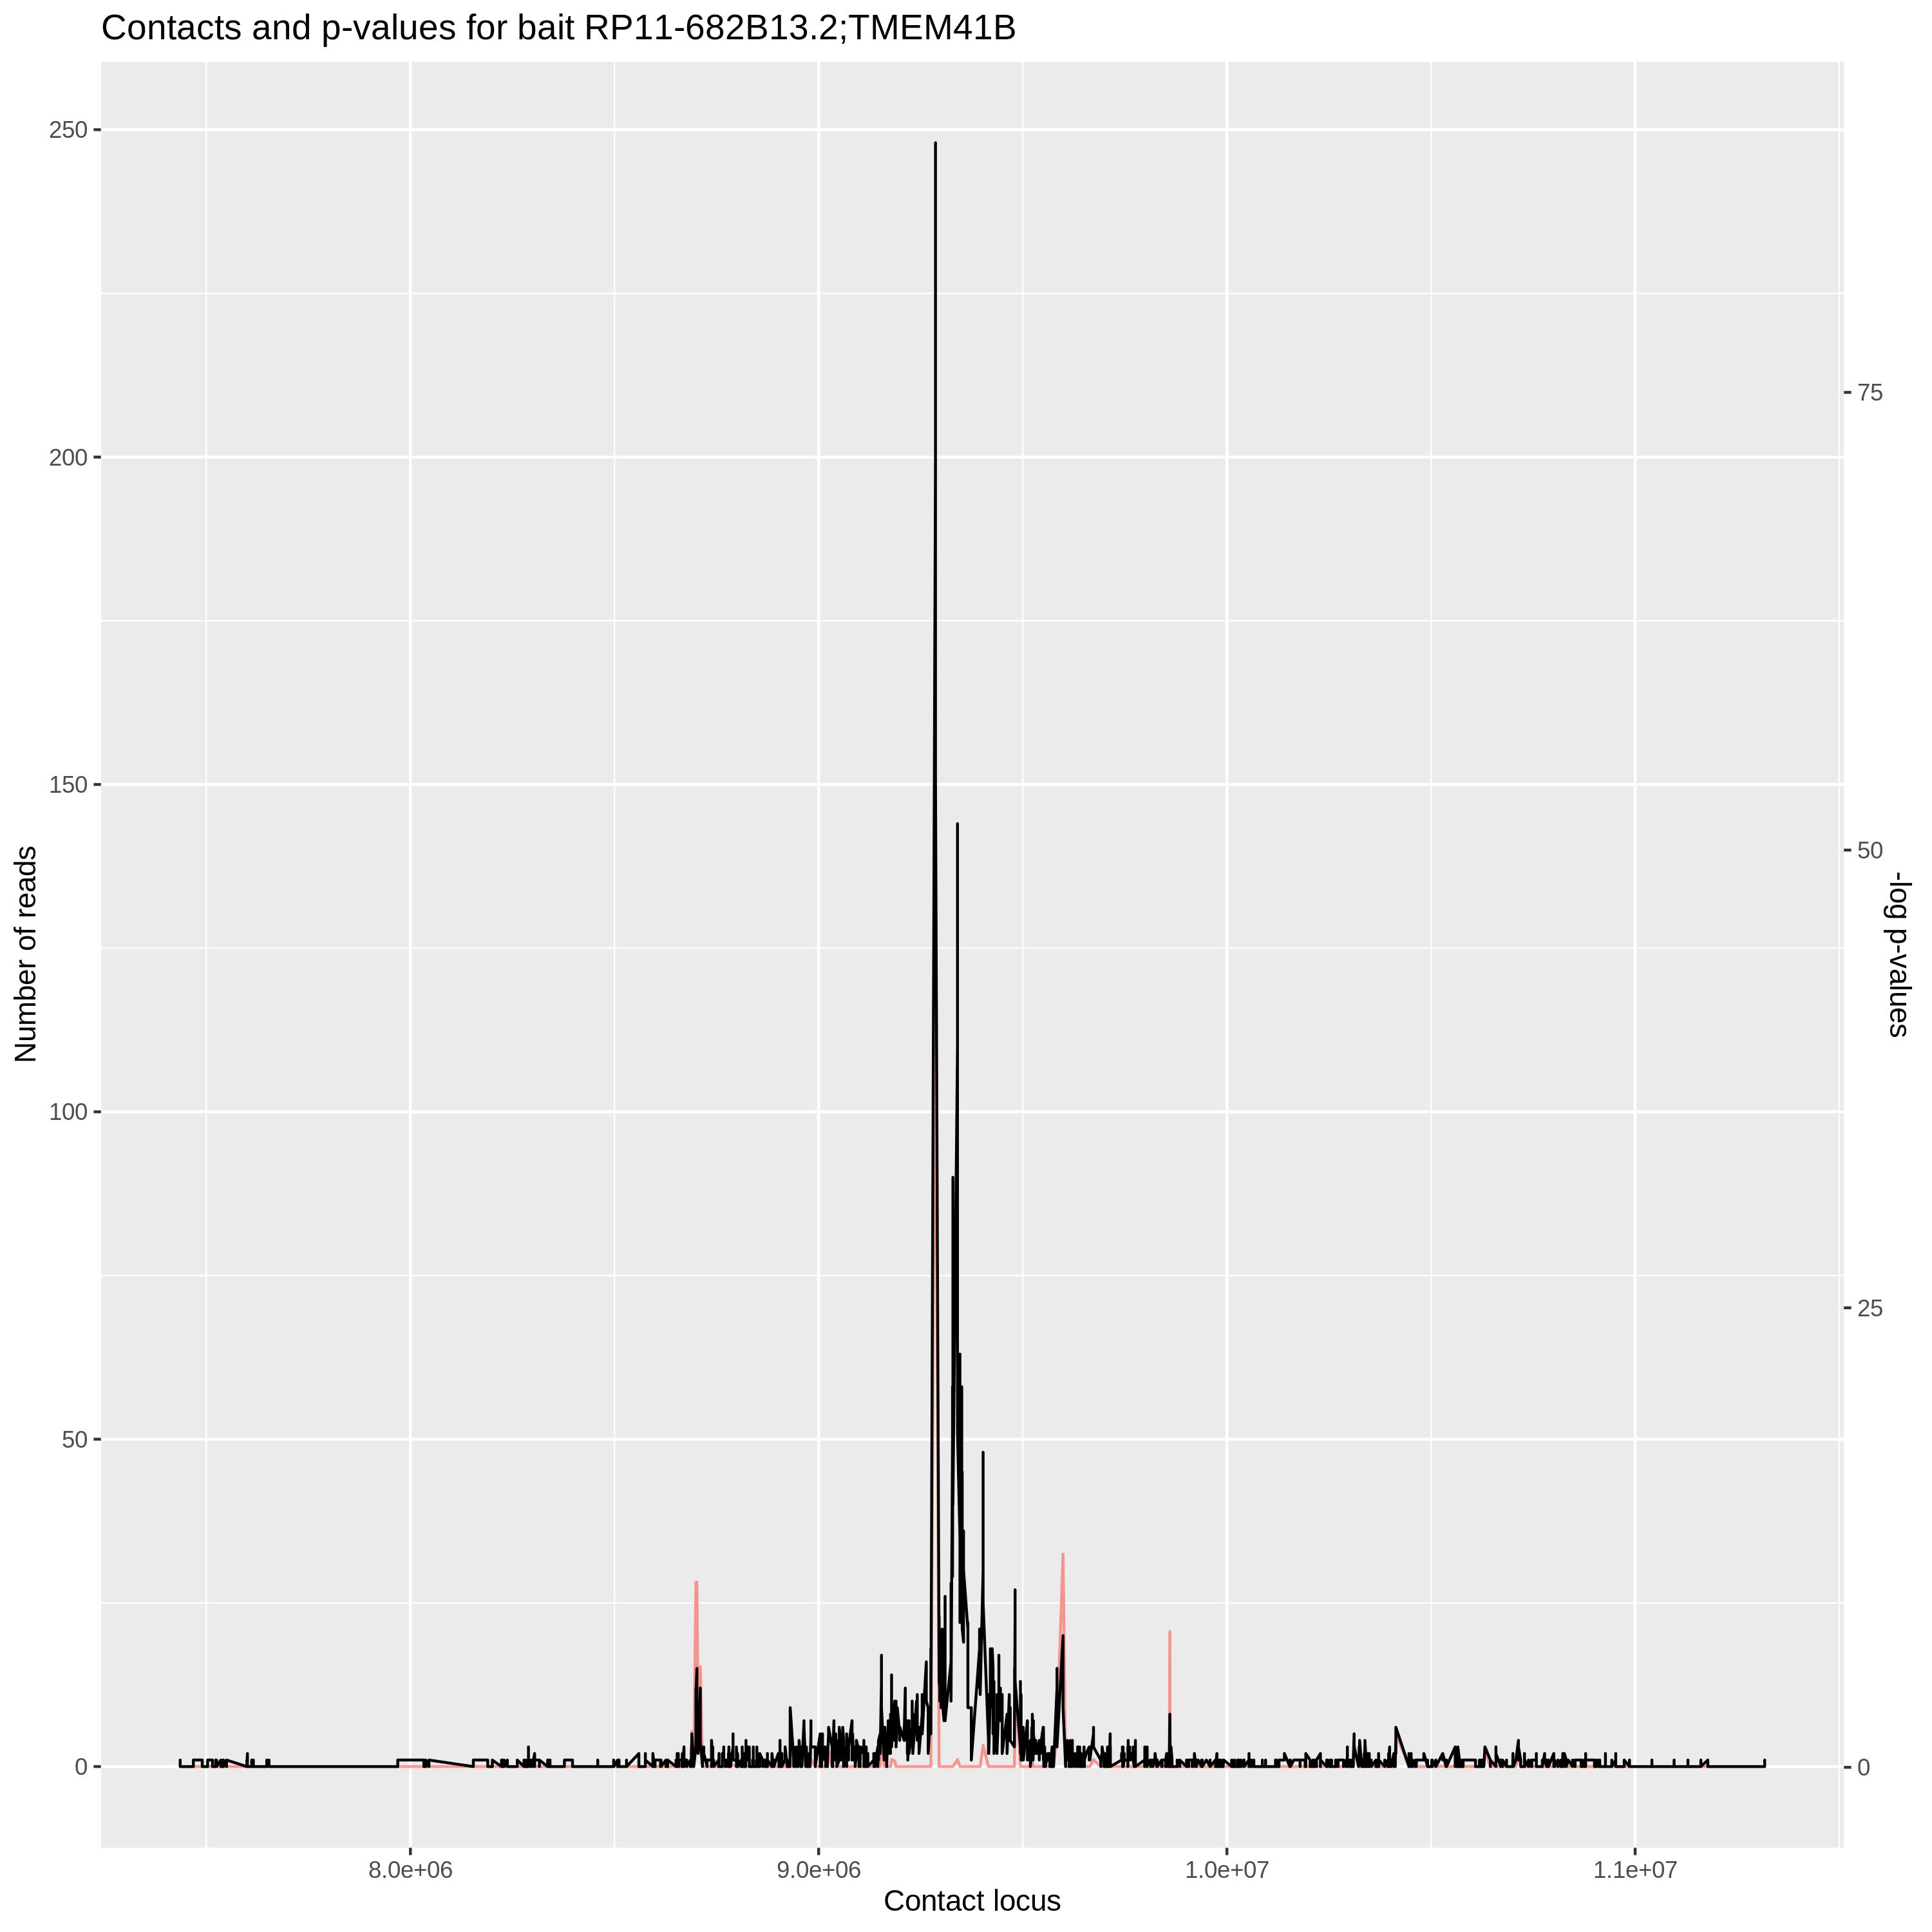 Contacts and p-values for bait RP11-682B13.2;TMEM41B
250
200
150
100
50
0
Number of reads
75
50
25
0
-log p-values
8.0e+06
9.0e+06
1.0e+07
1.1e+07
Contact locus